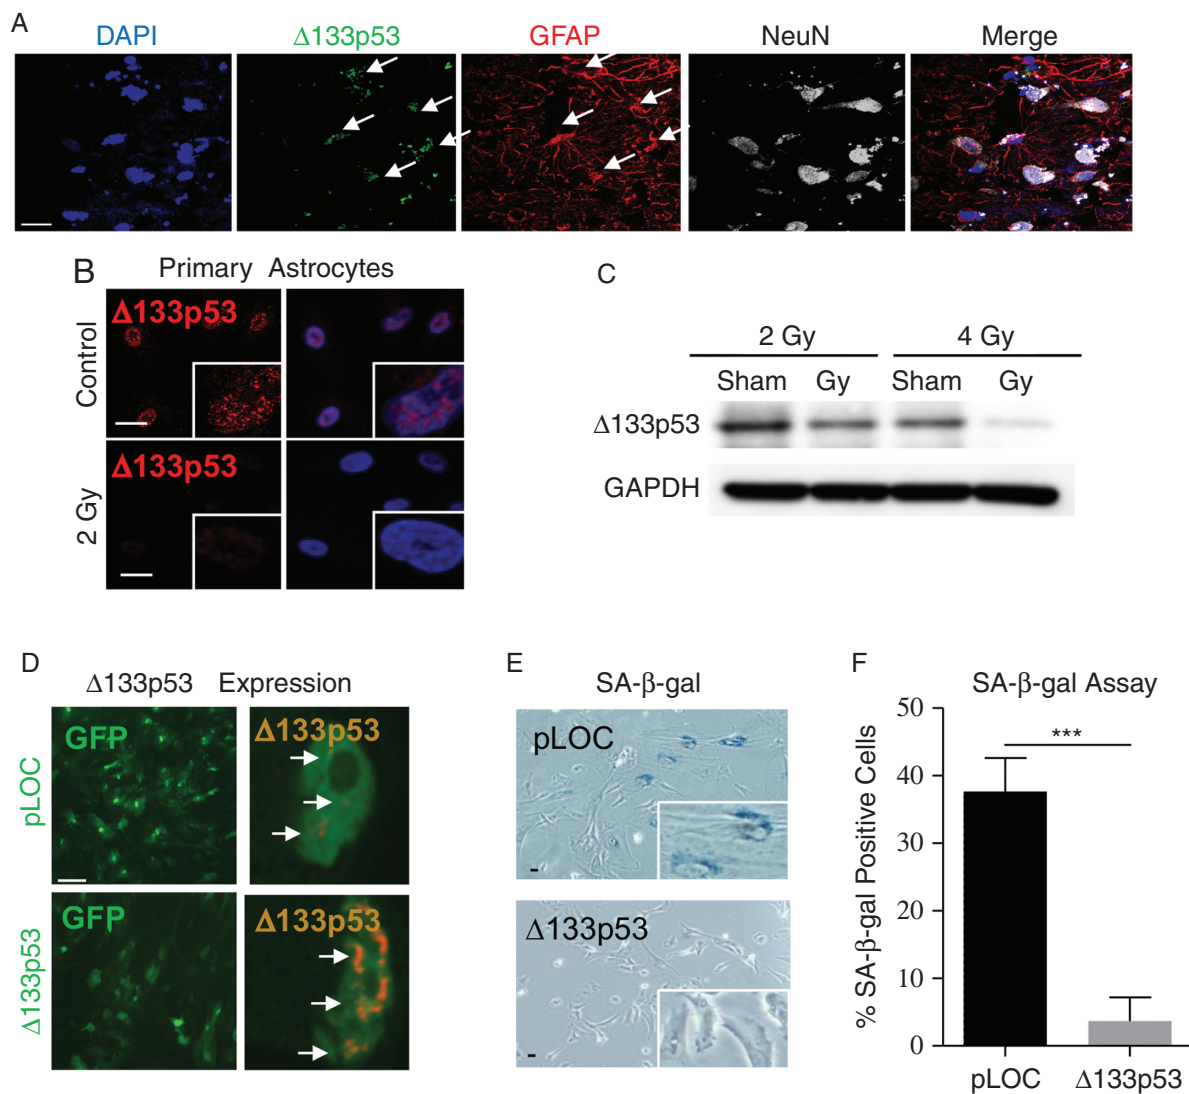 A
DAPI Δ133p53 GFAP NeuN Merge
B Primary Astrocytes
Control Δ133p53
2 Gy Δ133p53
C
2 Gy 4 Gy
Sham Gy Sham Gy
Δ133p53
GAPDH
D
Δ133p53 Expression
pLOC GFP Δ133p53
Δ133p53 GFP Δ133p53
E
SA-β-gal
pLOC
Δ133p53
F
SA-β-gal Assay
% SA-β-gal Positive Cells
50
***
40
30
20
10
0
pLOC Δ133p53